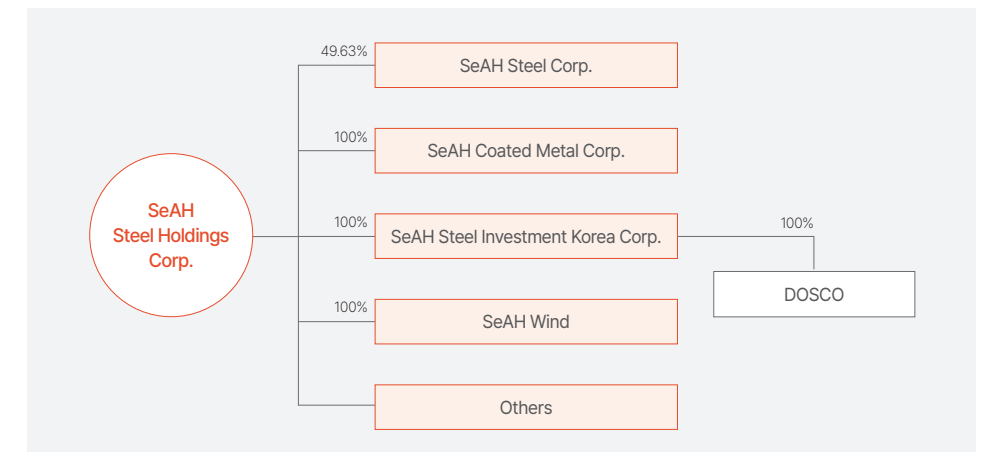 49.63%
SeAH Steel Corp.
100%
SeAH Coated Metal Corp.
SeAH
Steel Holdings
Corp.
100%
SeAH Steel Investment Korea Corp.
100%
DOSCO
100%
SeAH Wind
Others